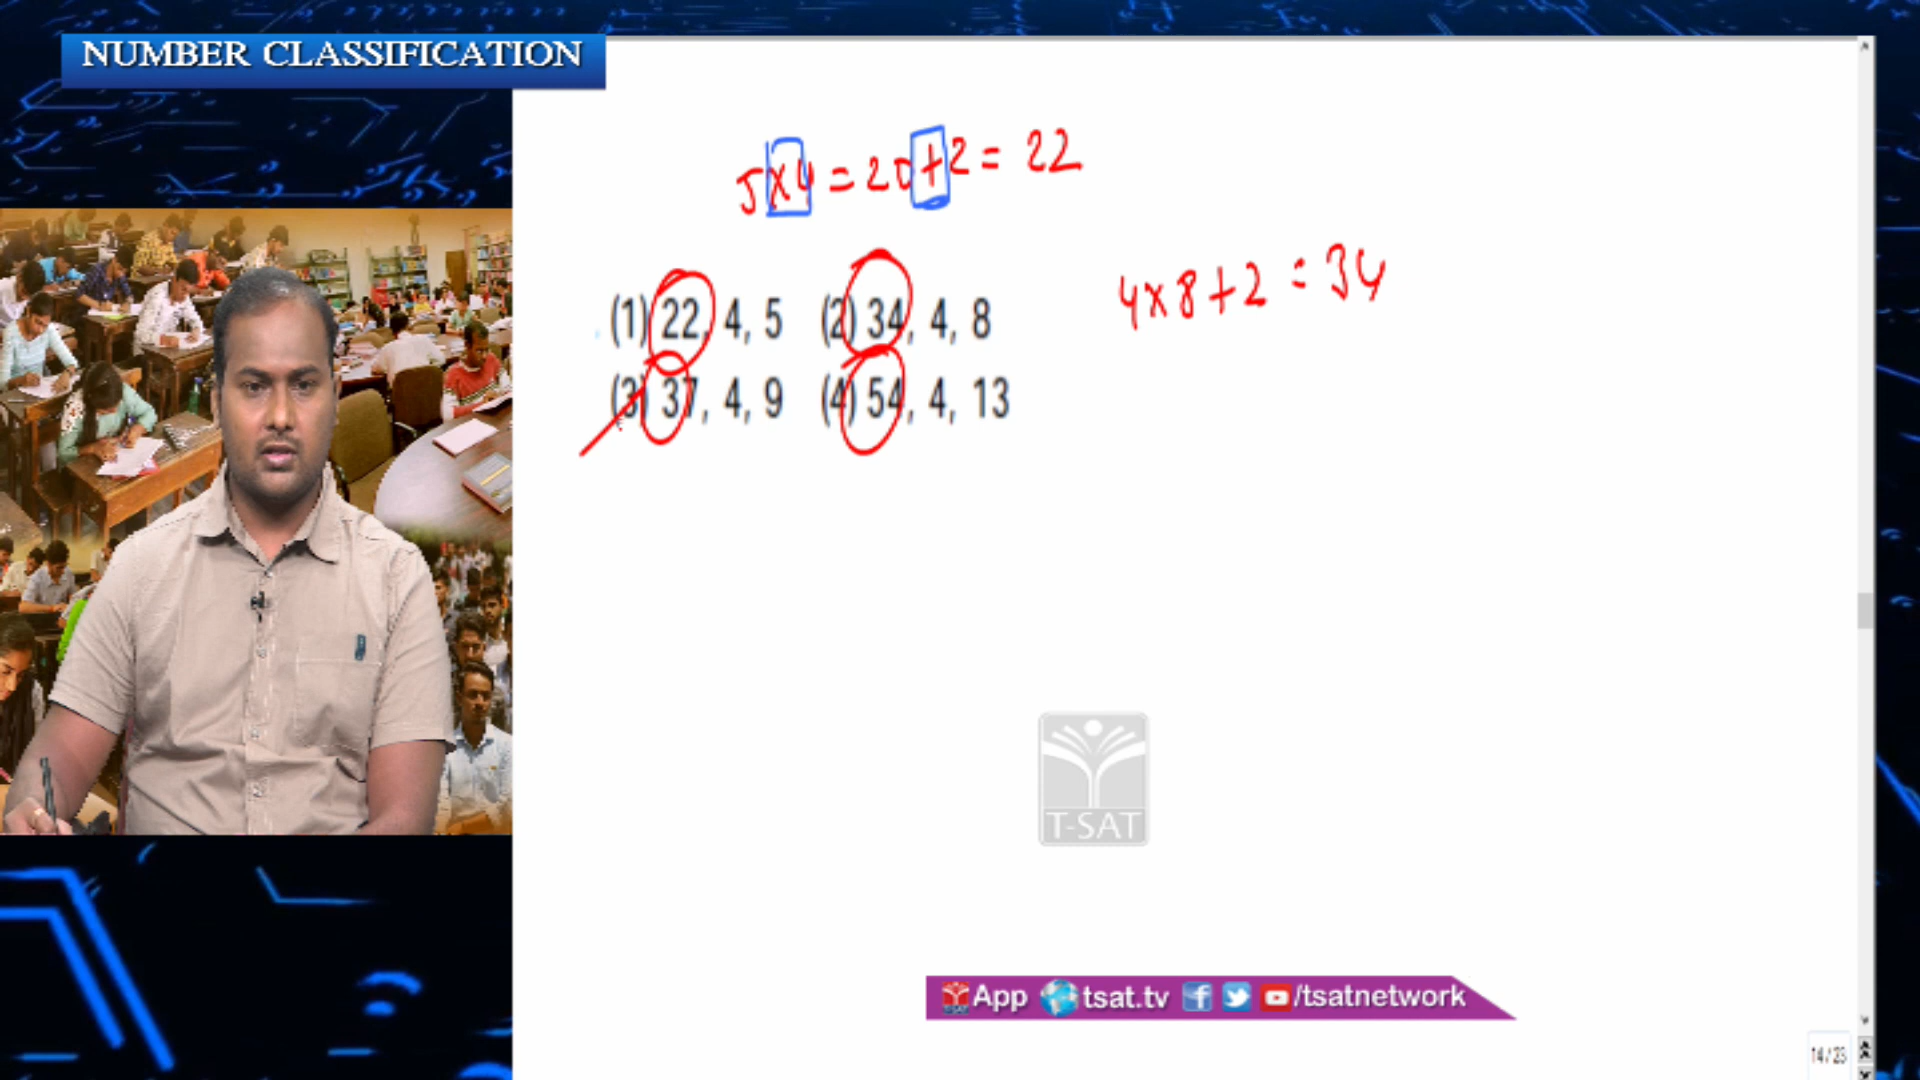 NUMBER CLASSIFICATION
5x4 = 20+2 = 22
4x8+2 = 34
(1) 22, 4, 5 (2) 34, 4, 8
(3) 37, 4, 9 (4) 54, 4, 13
T-SAT
App tsat.tv /tsatnetwork
14 / 23